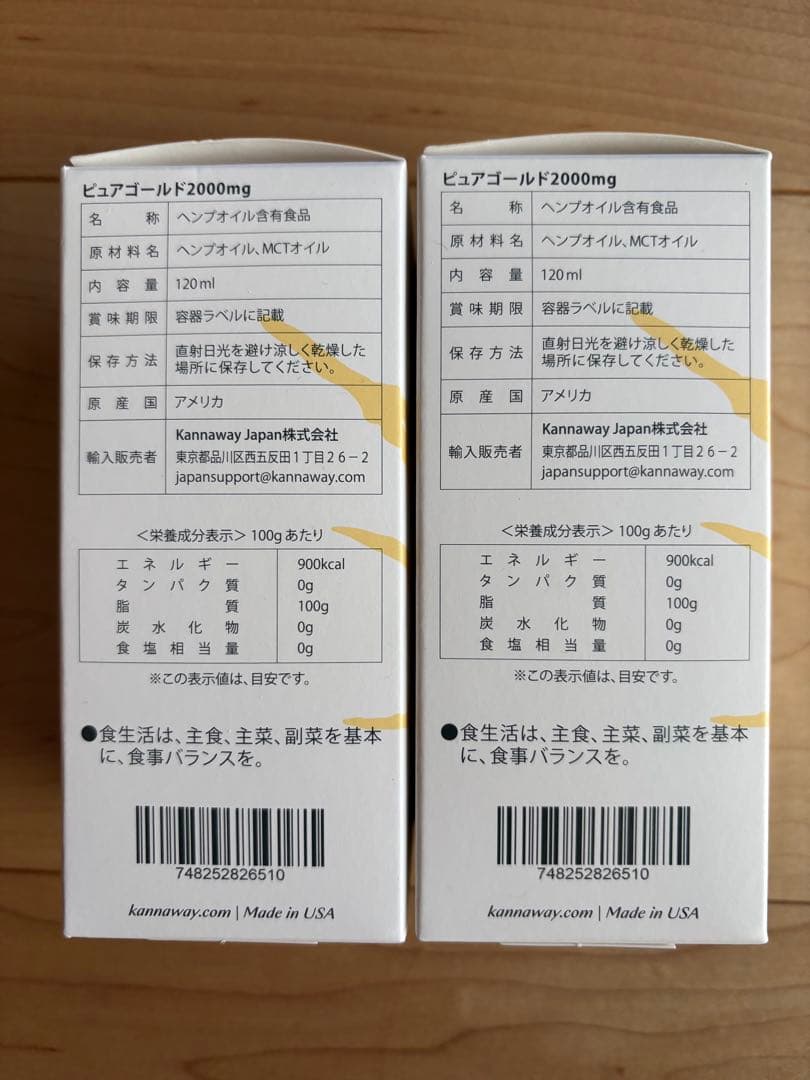 ピュアゴールド2000mg
名称 ヘンプオイル含有食品
原材料名 ヘンプオイル、MCTオイル
内容量 120ml
賞味期限 容器ラベルに記載
保存方法 直射日光を避け涼しく乾燥した
場所に保存してください。
原産国 アメリカ
輸入販売者 Kannaway Japan株式会社
東京都品川区西五反田1丁目26-2
japansupport@kannaway.com
<栄養成分表示> 100gあたり
エネルギー 900kcal
タンパク質 0g
脂質 100g
炭水化物 0g
食塩相当量 0g
※この表示値は、目安です。
●食生活は、主食、主菜、副菜を基本
に、食事バランスを。
748252826510
kannaway.com | Made in USA
ピュアゴールド2000mg
名称 ヘンプオイル含有食品
原材料名 ヘンプオイル、MCTオイル
内容量 120ml
賞味期限 容器ラベルに記載
保存方法 直射日光を避け涼しく乾燥した
場所に保存してください。
原産国 アメリカ
輸入販売者 Kannaway Japan株式会社
東京都品川区西五反田1丁目26-2
japansupport@kannaway.com
<栄養成分表示> 100gあたり
エネルギー 900kcal
タンパク質 0g
脂質 100g
炭水化物 0g
食塩相当量 0g
※この表示値は、目安です。
●食生活は、主食、主菜、副菜を基本
に、食事バランスを。
748252826510
kannaway.com | Made in USA